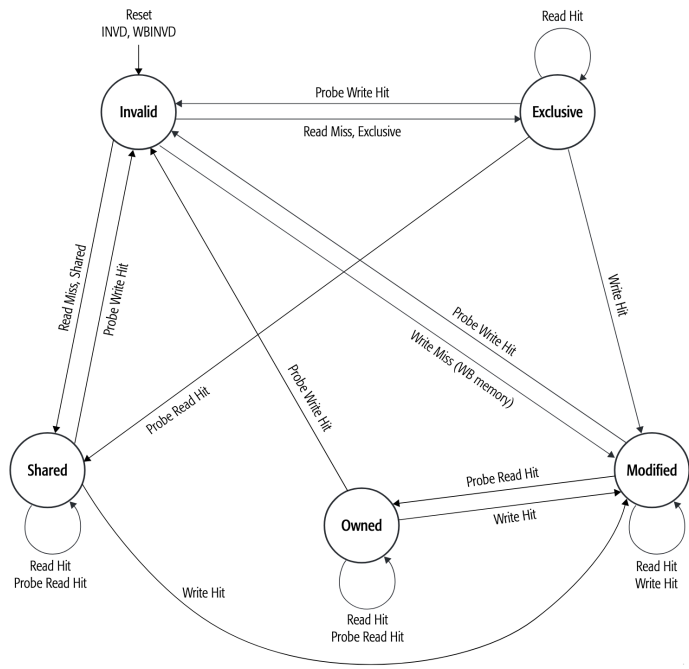 Reset
INVD, WBINVD
Read Hit
Invalid
Probe Write Hit
Exclusive
Read Miss, Exclusive
Read Miss, Shared
Probe Write Hit
Write Hit
Probe Write Hit
Write Miss (WB memory)
Probe Write Hit
Probe Read Hit
Shared
Probe Read Hit
Modified
Owned
Write Hit
Read Hit
Probe Read Hit
Write Hit
Read Hit
Probe Read Hit
Read Hit
Write Hit